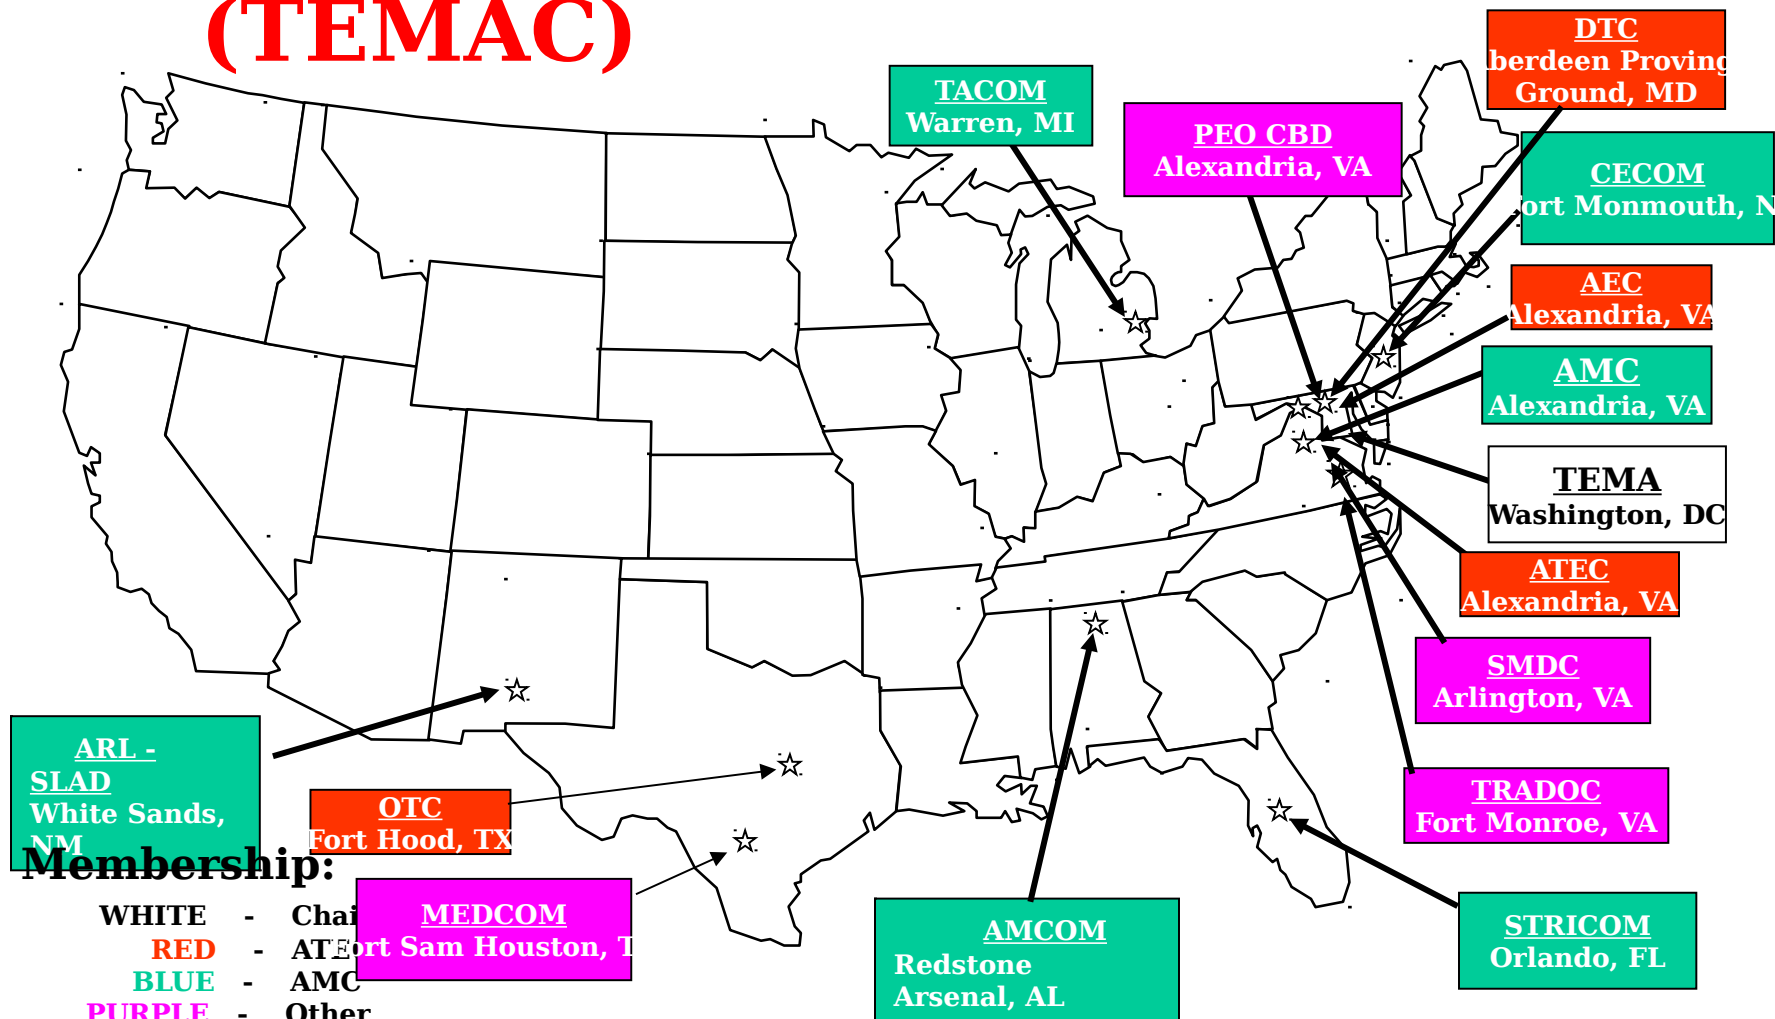 (TEMAC)
DTC
berdeen Proving
Ground, MD
TACOM
Warren, MI
PEO CBD
Alexandria, VA
CECOM
ort Monmouth, N
AEC
Alexandria, VA
AMC
Alexandria, VA
TEMA
Washington, DC
ATEC
Alexandria, VA
SMDC
Arlington, VA
TRADOC
Fort Monroe, VA
STRICOM
Orlando, FL
AMCOM
Redstone
Arsenal, AL
ARL -
SLAD
White Sands,
NM
OTC
Fort Hood, TX
MEDCOM
ort Sam Houston, T
Membership:
WHITE - Chai
RED - ATE
BLUE - AMC
PURPLE - Other